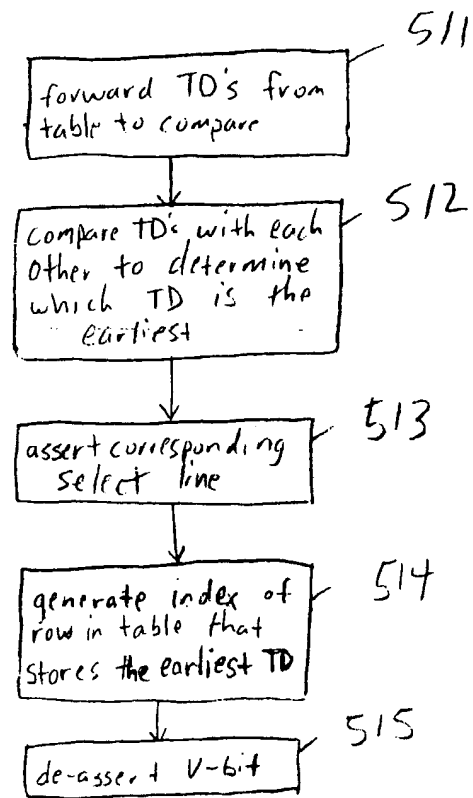 511
forward TD's from
table to compare
512
compare TD's with each
other to determine
which TD is the
earliest
513
assert corresponding
select line
514
generate index of
row in table that
stores the earliest TD
515
de-assert V-bit